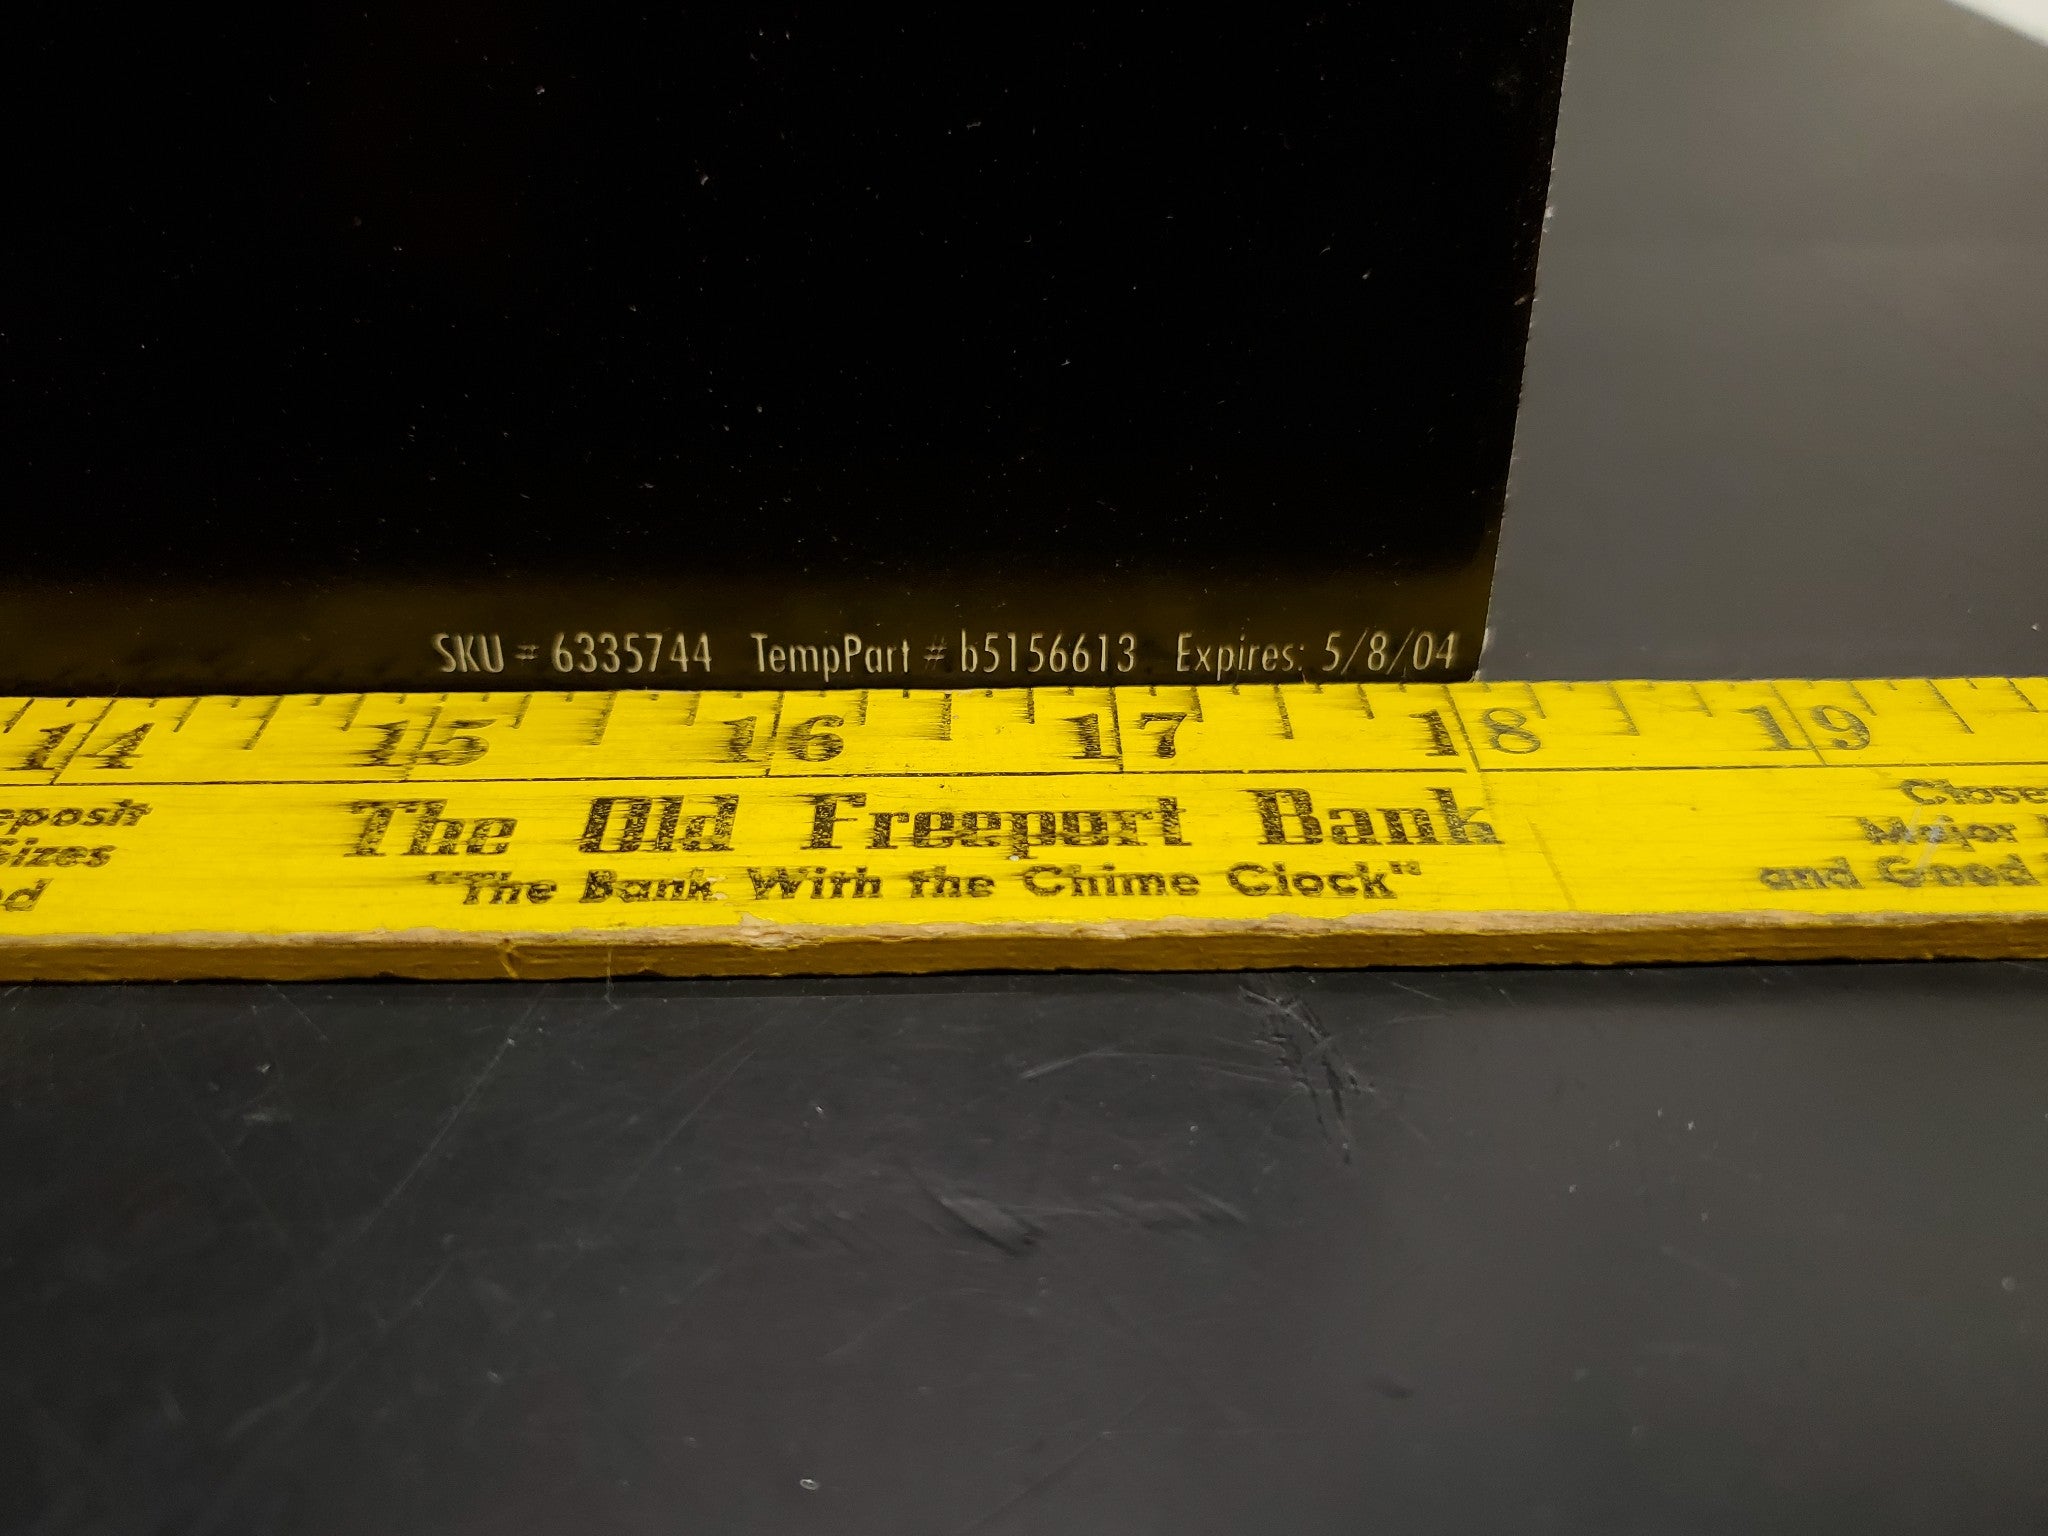 SKU # 6335744 TempPart # b5156613 Expires: 5/8/04
14 15 16 17 18 19
The Old Freeport Bank
"The Bank With the Chime Clock"
Major
and Good